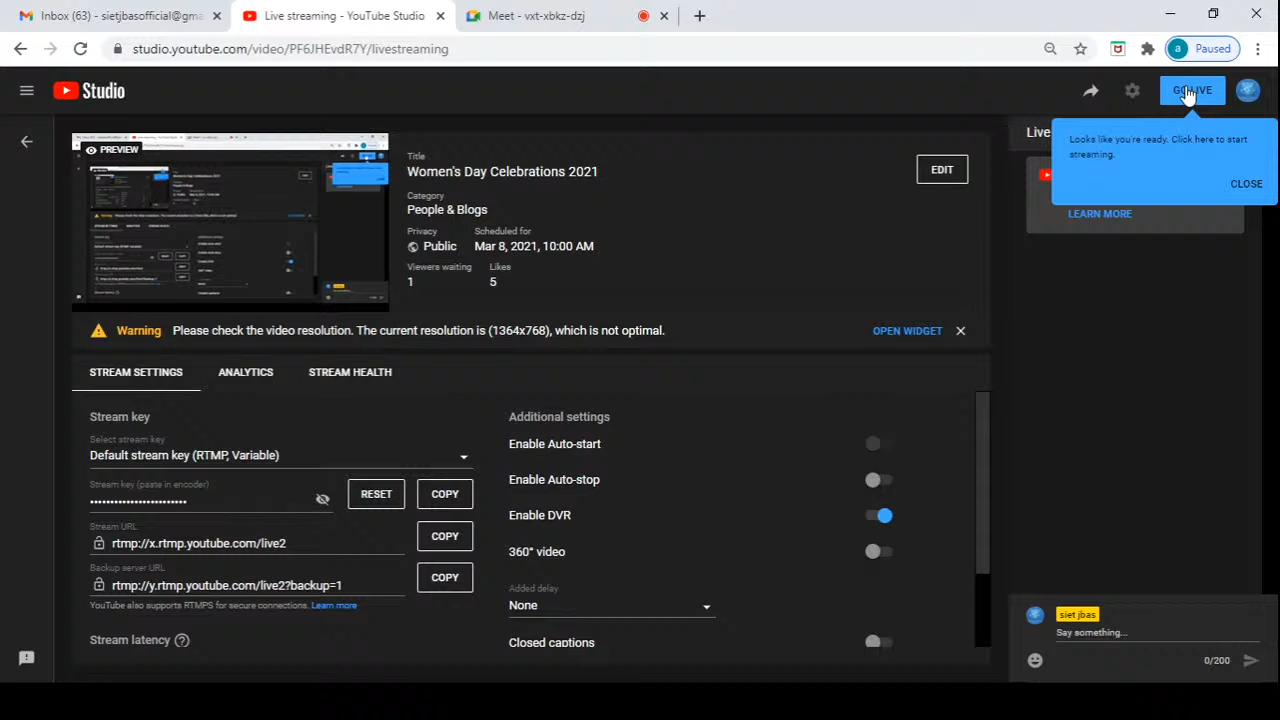 Inbox (63) - sietjbasofficial@gma
Live streaming - YouTube Studio
Meet - vxt-xbkz-dzj
studio.youtube.com/video/PF6JHEvdR7Y/livestreaming
a Paused
Studio
GO LIVE
PREVIEW
Title
Women's Day Celebrations 2021
EDIT
Category
People & Blogs
Privacy
Scheduled for
Public
Mar 8, 2021, 10:00 AM
Viewers waiting
Likes
1
5
Live
Looks like you're ready. Click here to start
streaming.
CLOSE
LEARN MORE
Warning Please check the video resolution. The current resolution is (1364x768), which is not optimal.
OPEN WIDGET
STREAM SETTINGS
ANALYTICS
STREAM HEALTH
Stream key
Select stream key
Default stream key (RTMP, Variable)
Stream key (paste in encoder)
RESET
COPY
Stream URL
rtmp://x.rtmp.youtube.com/live2
COPY
Backup server URL
rtmp://y.rtmp.youtube.com/live2?backup=1
COPY
YouTube also supports RTMPS for secure connections. Learn more
Stream latency
Additional settings
Enable Auto-start
Enable Auto-stop
Enable DVR
360° video
Added delay
None
Closed captions
siet jbas
Say something...
0/200